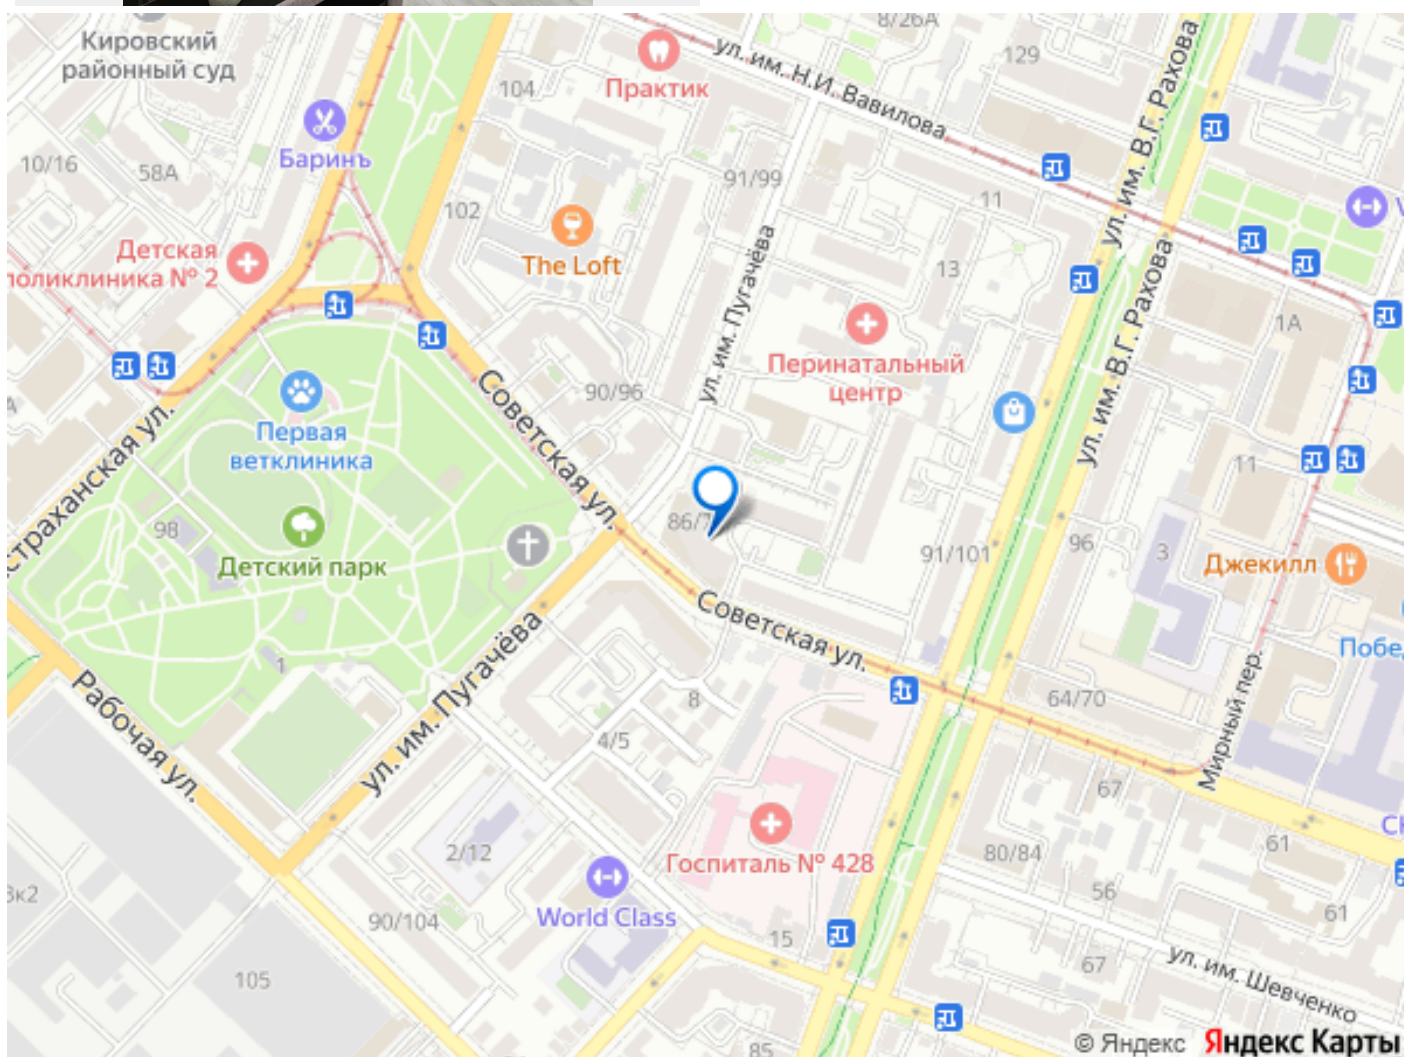 Кировский
районный суд
8/26А
129
ул. им. Н.И. Вавилова
ул. им. В.Г. Рахова
Практик
104
Баринъ
10/16
58А
91/99
11
102
Детская
поликлиника № 2
The Loft
13
ул. им. Пугачёва
ул. им. В.Г. Рахова
1А
Перинатальный
центр
90/96
Советская ул.
Первая
ветклиника
Астраханская ул.
11
98
86/7
Детский парк
91/101
96
3
Джекилл
Советская ул.
ул. им. Пугачёва
Побе
1
Рабочая ул.
8
64/70
Мирный пер.
4/5
67
61
2/12
Госпиталь № 428
80/84
3к2
56
World Class
90/104
61
15
67
ул. им. Шевченко
105
85
© Яндекс Яндекс Карты